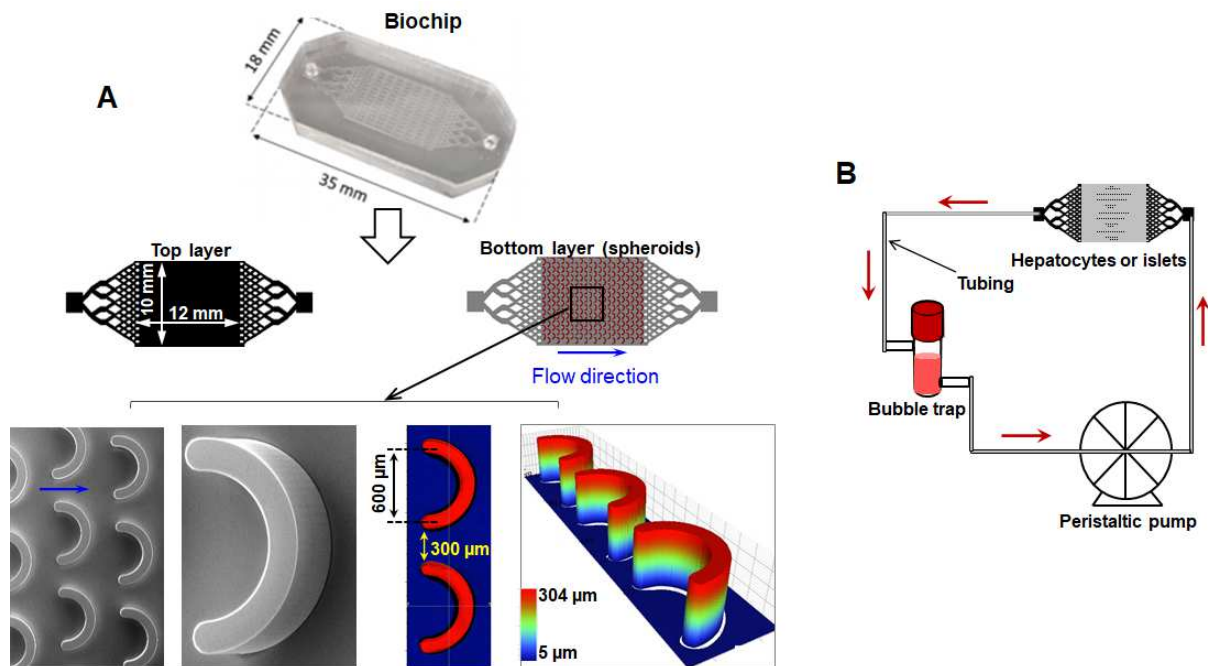 Biochip
A
18 mm
35 mm
Top layer
10 mm
12 mm
Bottom layer (spheroids)
Flow direction
600 µm
300 µm
304 µm
5 µm
B
Hepatocytes or islets
Tubing
Bubble trap
Peristaltic pump